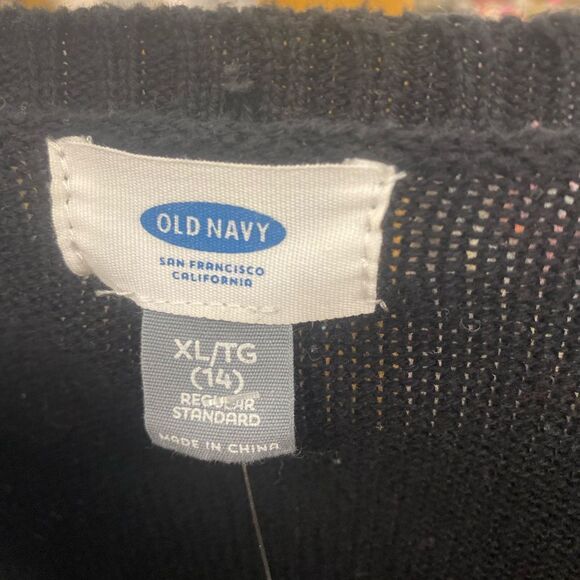 OLD NAVY
SAN FRANCISCO
CALIFORNIA
XL/TG
(14)
REGULAR
STANDARD
MADE IN CHINA